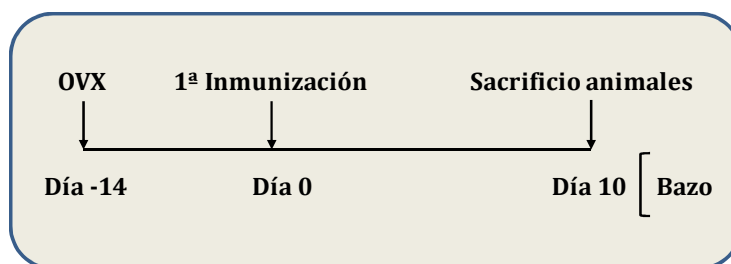 OVX 1ª Inmunización Sacrificio animales
Día -14 Día 0 Día 10 Bazo